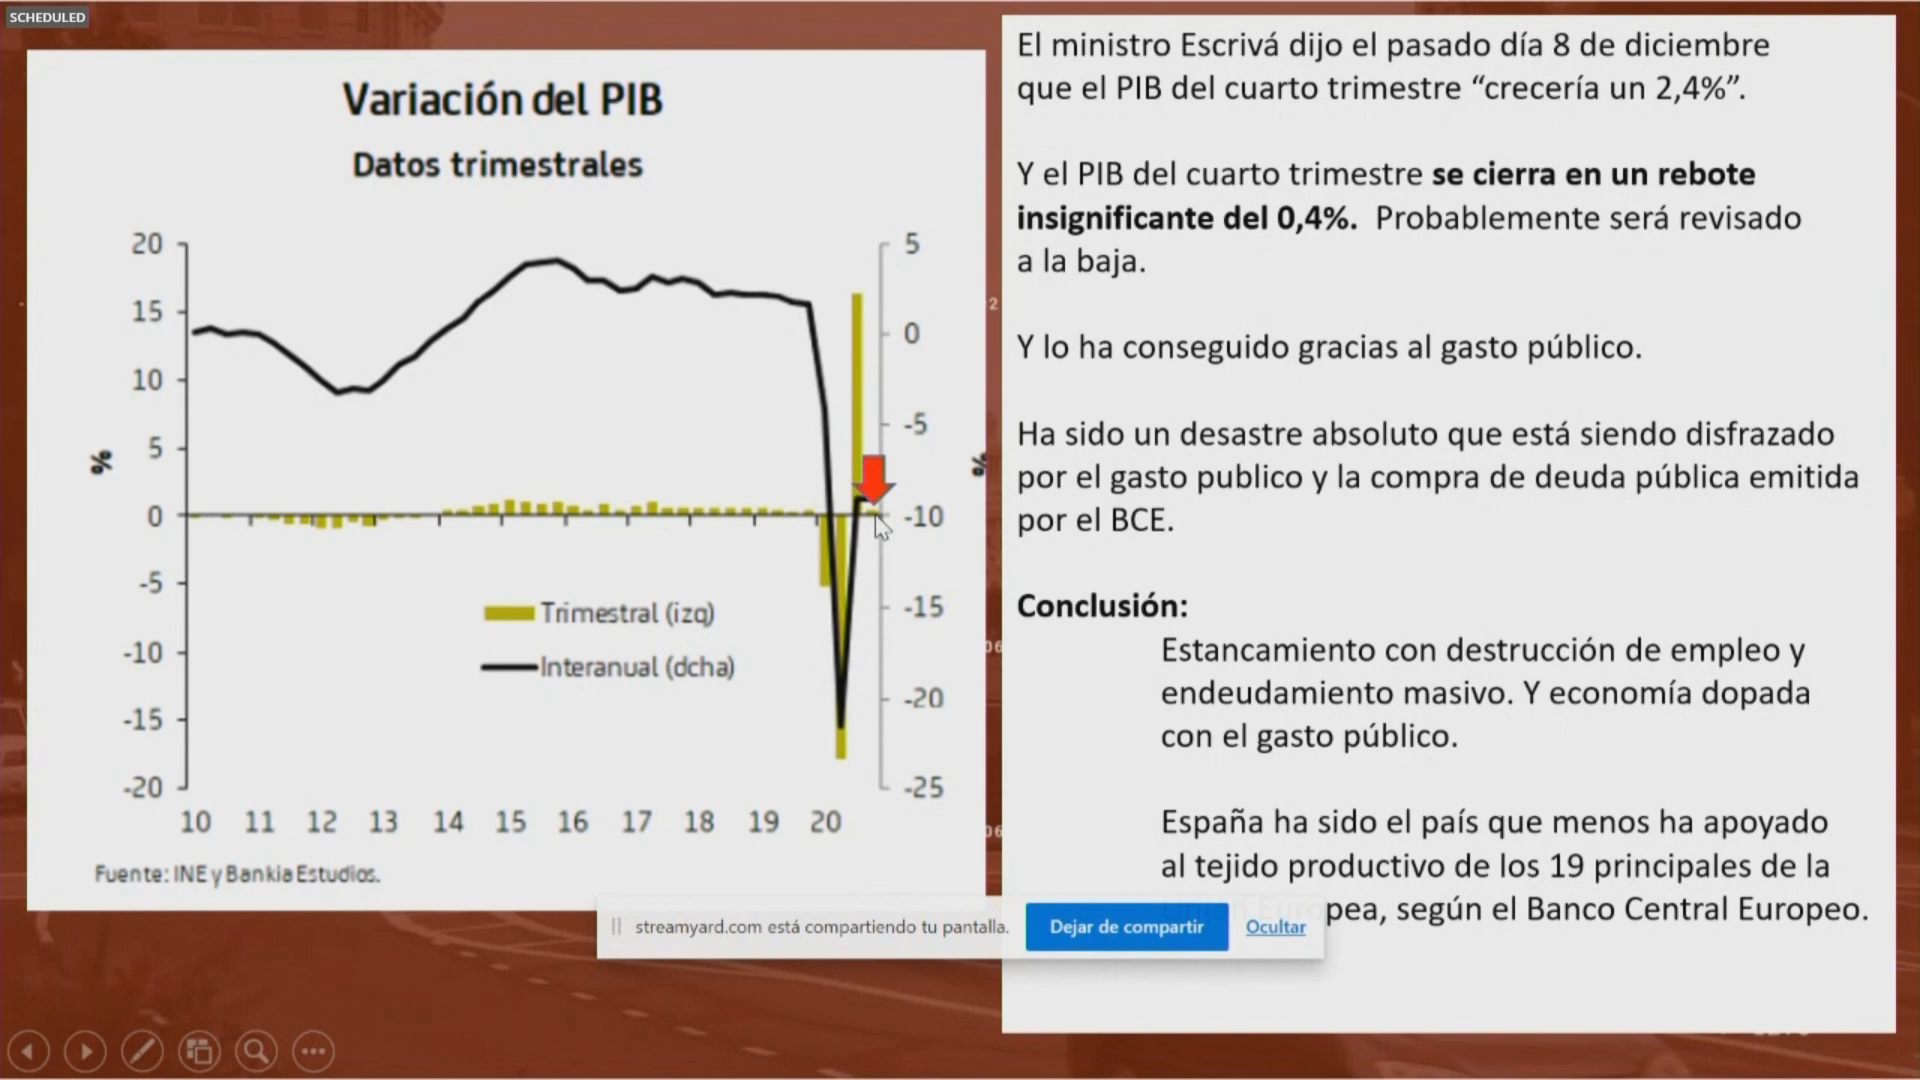 SCHEDULED
Variación del PIB
Datos trimestrales
20
15
10
5
0
-5
-10
-15
-20
%
5
0
-5
-10
-15
-20
-25
%
Trimestral (izq)
Interanual (dcha)
10 11 12 13 14 15 16 17 18 19 20
Fuente: INE y Bankia Estudios.
El ministro Escrivá dijo el pasado día 8 de diciembre
que el PIB del cuarto trimestre “crecería un 2,4%”.
Y el PIB del cuarto trimestre se cierra en un rebote
insignificante del 0,4%. Probablemente será revisado
a la baja.
Y lo ha conseguido gracias al gasto público.
Ha sido un desastre absoluto que está siendo disfrazado
por el gasto publico y la compra de deuda pública emitida
por el BCE.
Conclusión:
Estancamiento con destrucción de empleo y
endeudamiento masivo. Y economía dopada
con el gasto público.
España ha sido el país que menos ha apoyado
al tejido productivo de los 19 principales de la
Unión Europea, según el Banco Central Europeo.
streamyard.com está compartiendo tu pantalla.
Dejar de compartir
Ocultar